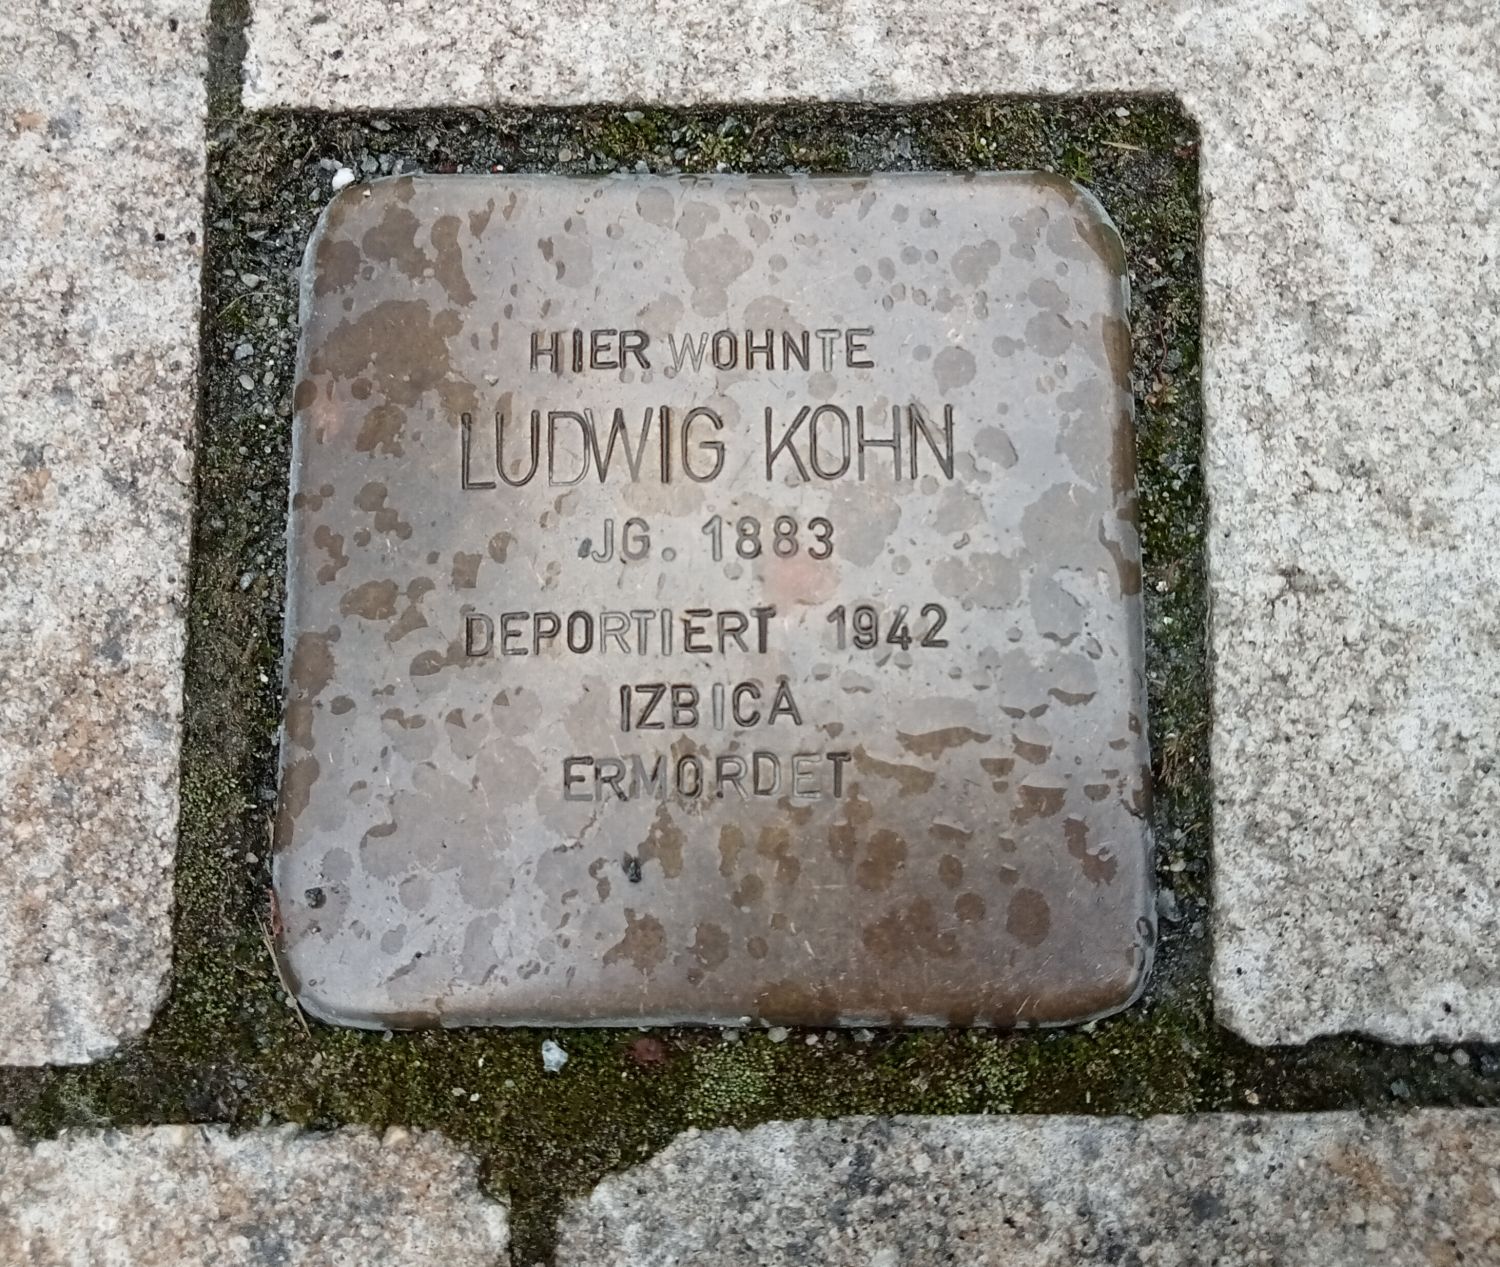 HIER WOHNTE
LUDWIG KOHN
JG. 1883
DEPORTIERT 1942
IZBICA
ERMORDET